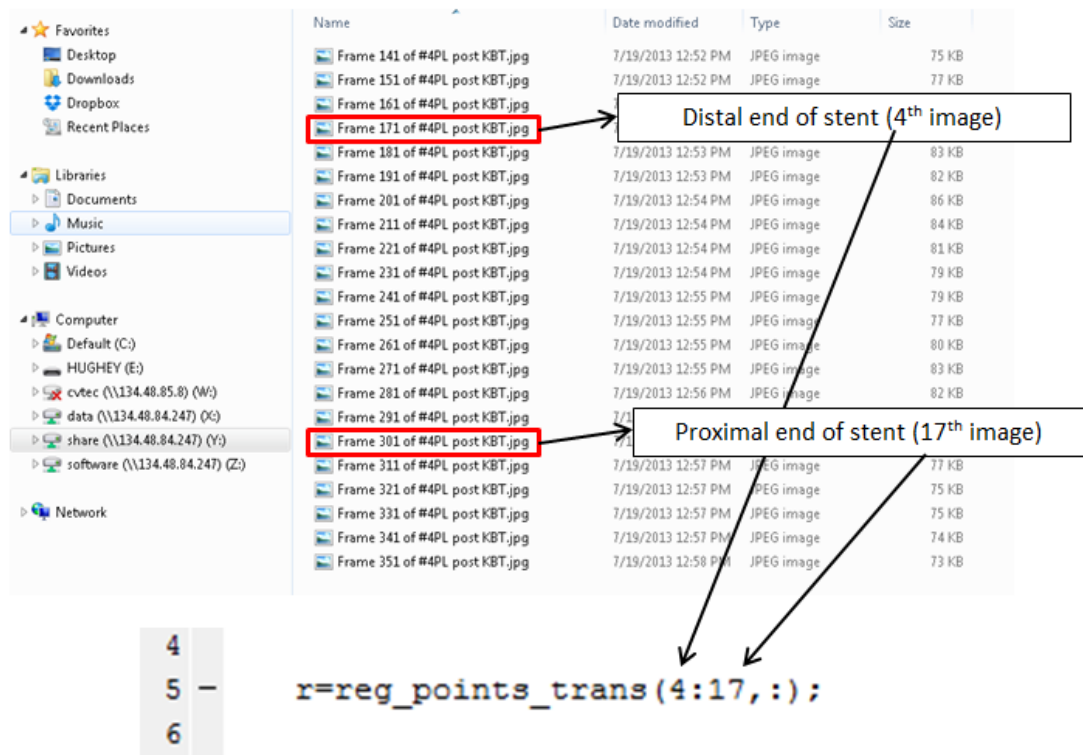 Favorites
Desktop
Downloads
Dropbox
Recent Places
Libraries
Documents
Music
Pictures
Videos
Computer
Default (C:)
HUGHEY (E:)
cvtec (\\134.48.85.8) (W:)
data (\\134.48.84.247) (X:)
share (\\134.48.84.247) (Y:)
software (\\134.48.84.247) (Z:)
Network
Name Date modified Type Size
Frame 141 of #4PL post KBT.jpg 7/19/2013 12:52 PM JPEG image 75 KB
Frame 151 of #4PL post KBT.jpg 7/19/2013 12:52 PM JPEG image 77 KB
Frame 161 of #4PL post KBT.jpg
Frame 171 of #4PL post KBT.jpg
Distal end of stent (4th image)
Frame 181 of #4PL post KBT.jpg 7/19/2013 12:53 PM JPEG image 83 KB
Frame 191 of #4PL post KBT.jpg 7/19/2013 12:53 PM JPEG image 82 KB
Frame 201 of #4PL post KBT.jpg 7/19/2013 12:54 PM JPEG image 86 KB
Frame 211 of #4PL post KBT.jpg 7/19/2013 12:54 PM JPEG image 84 KB
Frame 221 of #4PL post KBT.jpg 7/19/2013 12:54 PM JPEG image 81 KB
Frame 231 of #4PL post KBT.jpg 7/19/2013 12:54 PM JPEG image 79 KB
Frame 241 of #4PL post KBT.jpg 7/19/2013 12:55 PM JPEG image 79 KB
Frame 251 of #4PL post KBT.jpg 7/19/2013 12:55 PM JPEG image 77 KB
Frame 261 of #4PL post KBT.jpg 7/19/2013 12:55 PM JPEG image 80 KB
Frame 271 of #4PL post KBT.jpg 7/19/2013 12:55 PM JPEG image 83 KB
Frame 281 of #4PL post KBT.jpg 7/19/2013 12:56 PM JPEG image 82 KB
Frame 291 of #4PL post KBT.jpg
Frame 301 of #4PL post KBT.jpg
Proximal end of stent (17th image)
Frame 311 of #4PL post KBT.jpg 7/19/2013 12:57 PM JPEG image 77 KB
Frame 321 of #4PL post KBT.jpg 7/19/2013 12:57 PM JPEG image 75 KB
Frame 331 of #4PL post KBT.jpg 7/19/2013 12:57 PM JPEG image 75 KB
Frame 341 of #4PL post KBT.jpg 7/19/2013 12:57 PM JPEG image 74 KB
Frame 351 of #4PL post KBT.jpg 7/19/2013 12:58 PM JPEG image 73 KB
4
5 – r=reg_points_trans(4:17,:);
6